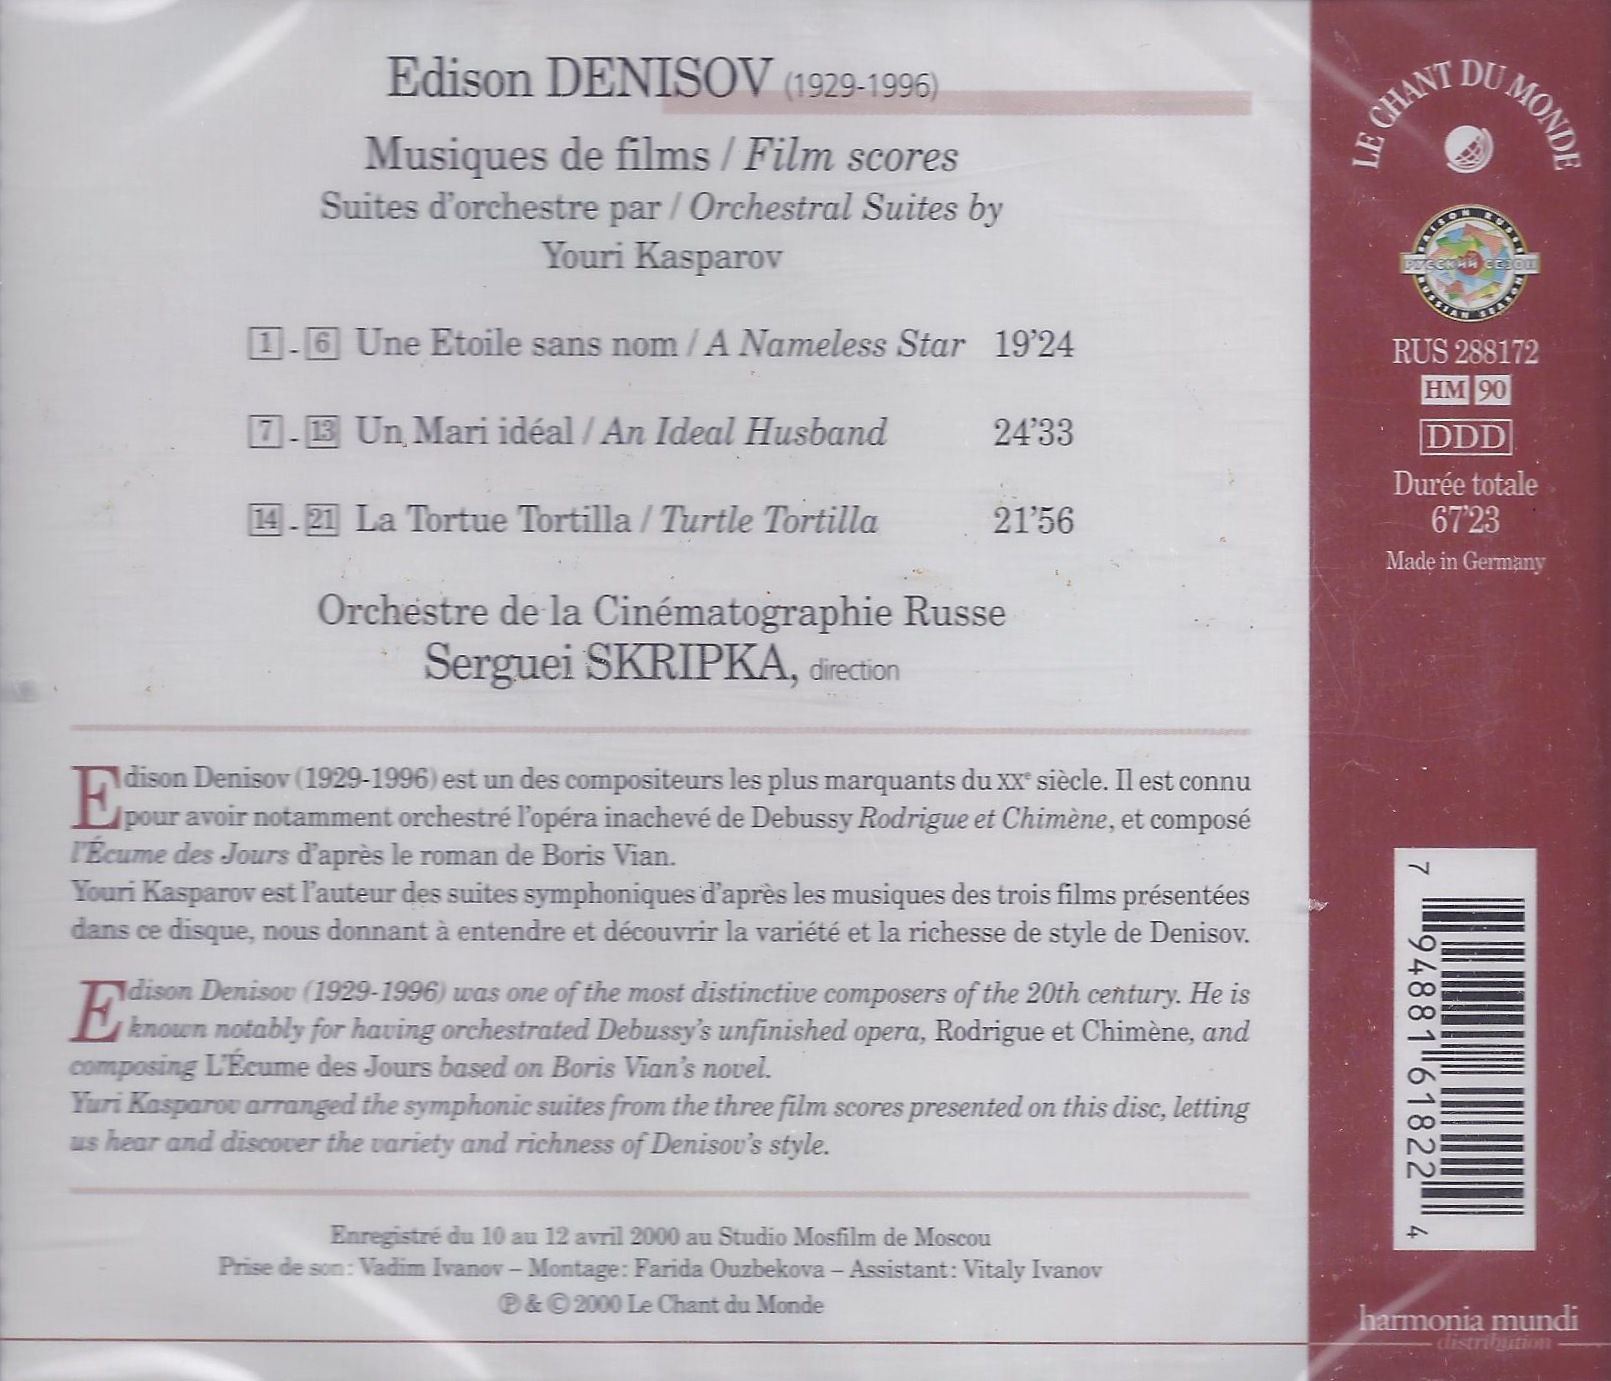 Edison DENISOV (1929-1996)
Musiques de films / Film scores
Suites d'orchestre par / Orchestral Suites by
Youri Kasparov
1 - 6 Une Etoile sans nom / A Nameless Star 19'24
7 - 13 Un Mari idéal / An Ideal Husband 24'33
14 - 21 La Tortue Tortilla / Turtle Tortilla 21'56
Orchestre de la Cinématographie Russe
Serguei SKRIPKA, direction
Edison Denisov (1929-1996) est un des compositeurs les plus marquants du XXe siècle. Il est connu
pour avoir notamment orchestré l'opéra inachevé de Debussy Rodrigue et Chimène, et composé
l'Écume des Jours d'après le roman de Boris Vian.
Youri Kasparov est l'auteur des suites symphoniques d'après les musiques des trois films présentées
dans ce disque, nous donnant à entendre et découvrir la variété et la richesse de style de Denisov.
Edison Denisov (1929-1996) was one of the most distinctive composers of the 20th century. He is
known notably for having orchestrated Debussy's unfinished opera, Rodrigue et Chimène, and
composing L'Écume des Jours based on Boris Vian's novel.
Yuri Kasparov arranged the symphonic suites from the three film scores presented on this disc, letting
us hear and discover the variety and richness of Denisov's style.
Enregistré du 10 au 12 avril 2000 au Studio Mosfilm de Moscou
Prise de son : Vadim Ivanov – Montage : Farida Ouzbekova – Assistant : Vitaly Ivanov
℗ & © 2000 Le Chant du Monde
LE CHANT DU MONDE
SAISON RUSSE
РУССКИЙ СЕЗОН
RUSSIAN SEASON
RUS 288172
HM 90
DDD
Durée totale
67'23
Made in Germany
7 94881 61822 4
harmonia mundi
distribution